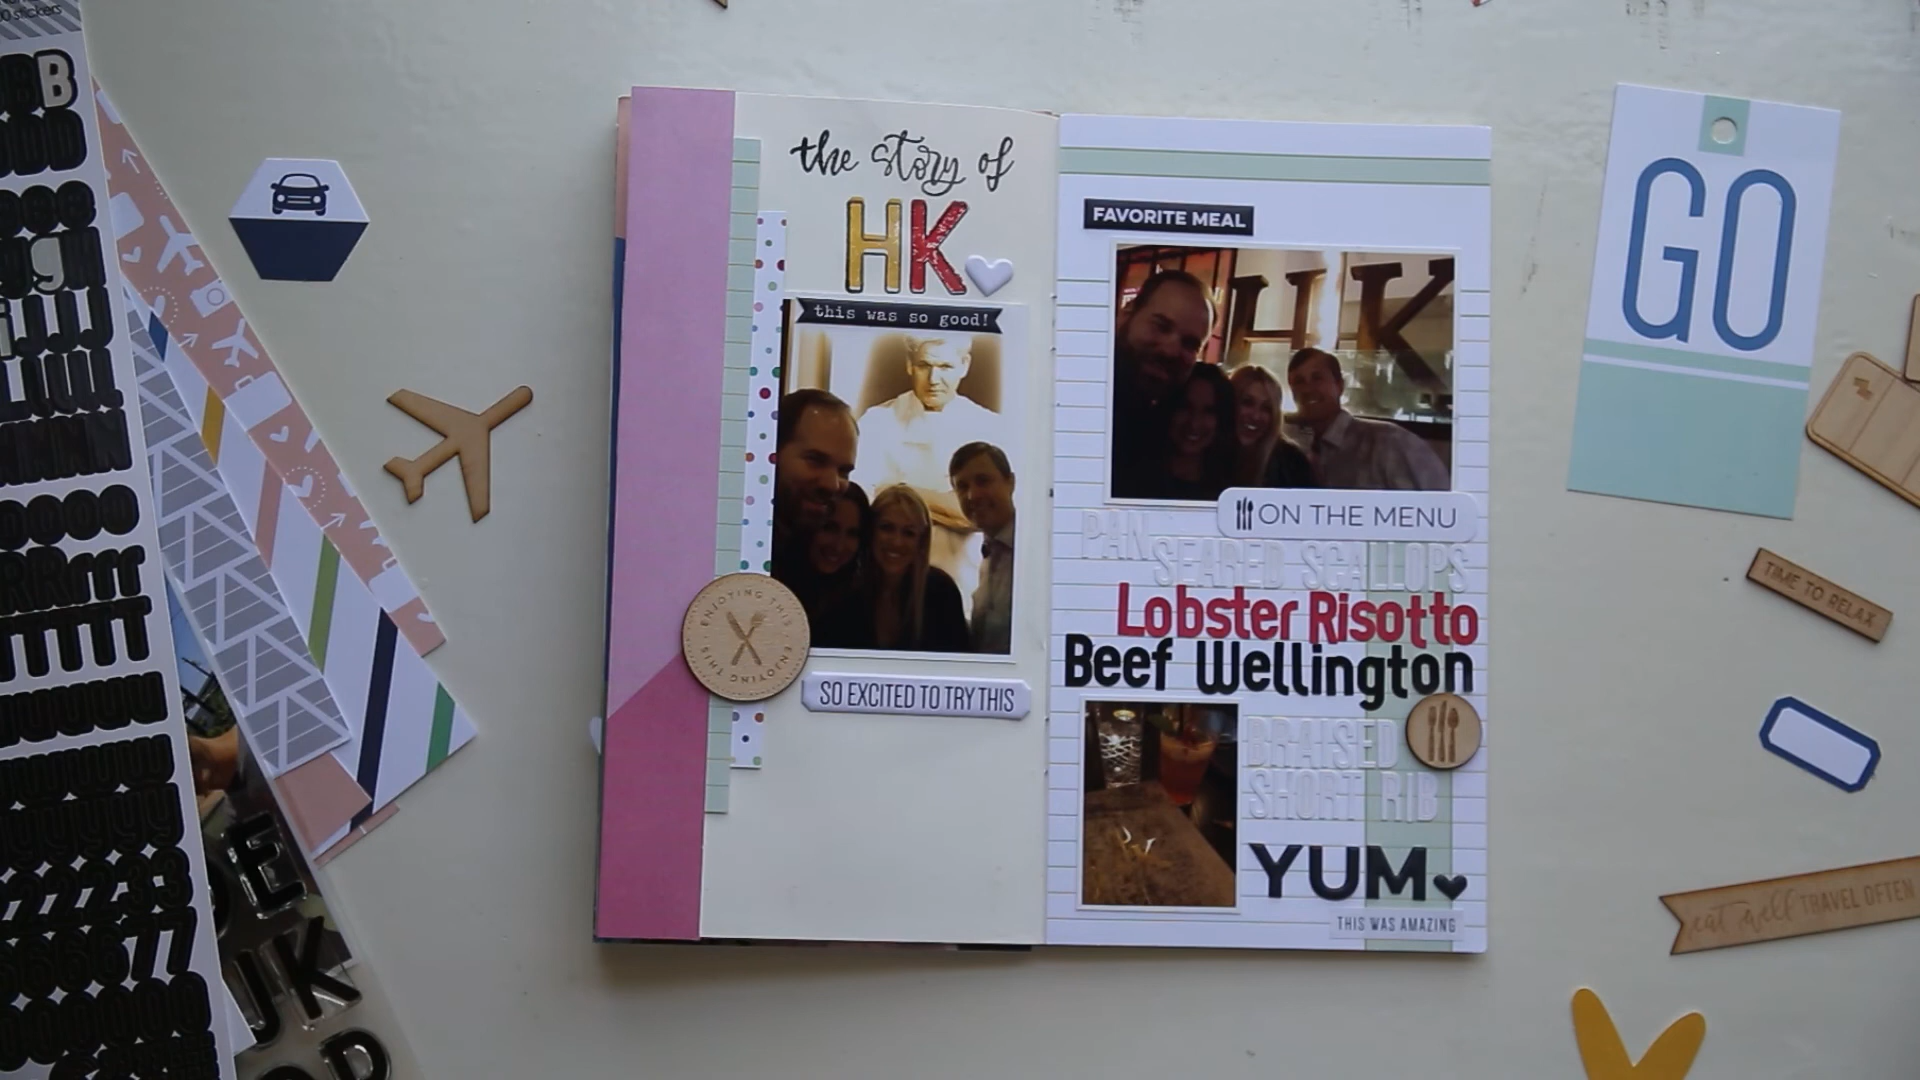 stickers
B
the story of
HK
this was so good!
ENJOYING THIS · ENJOYING THIS ·
SO EXCITED TO TRY THIS
FAVORITE MEAL
HK
ON THE MENU
PAN SEARED SCALLOPS
Lobster Risotto
Beef Wellington
BRAISED
SHORT RIB
YUM
THIS WAS AMAZING
GO
TIME TO RELAX
eat well TRAVEL OFTEN
E
K